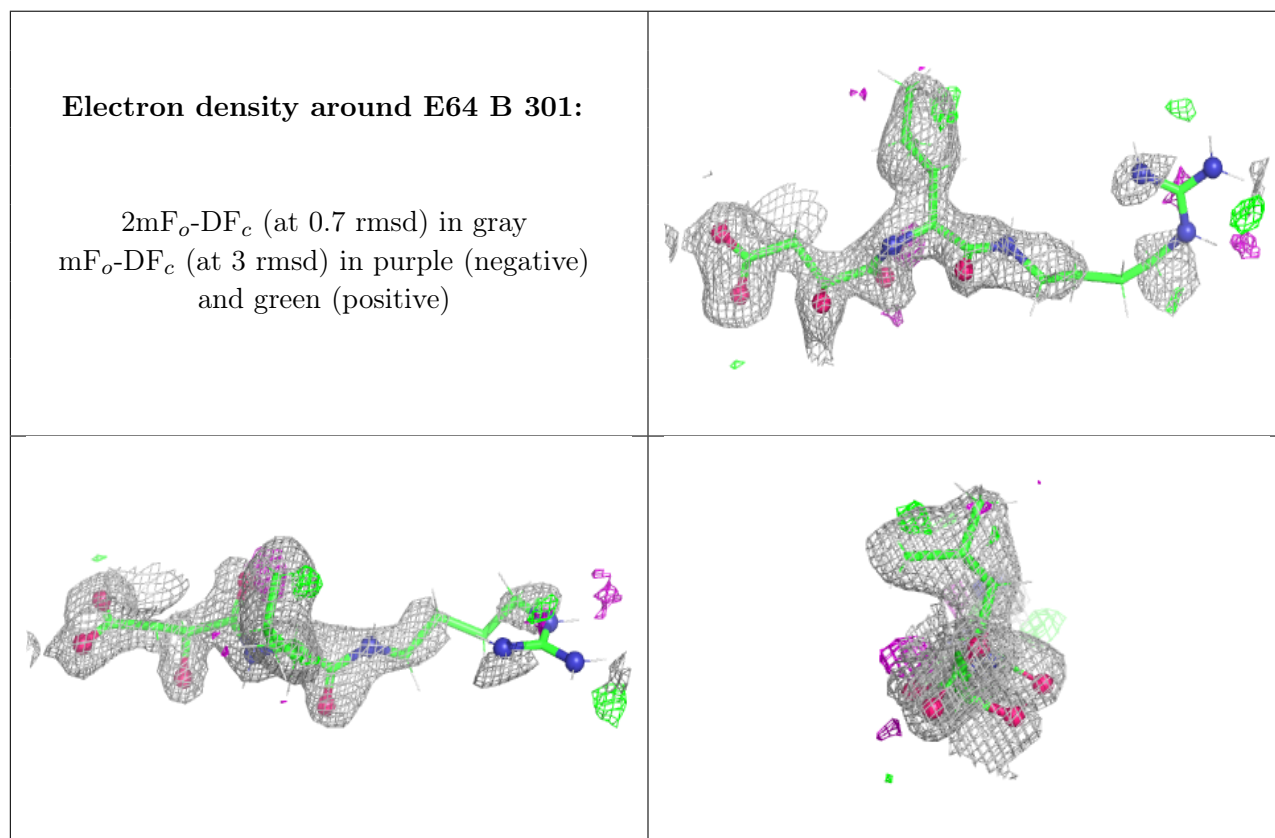 Electron density around E64 B 301:
2mFₒ-DF𝒸 (at 0.7 rmsd) in gray
mFₒ-DF𝒸 (at 3 rmsd) in purple (negative)
and green (positive)